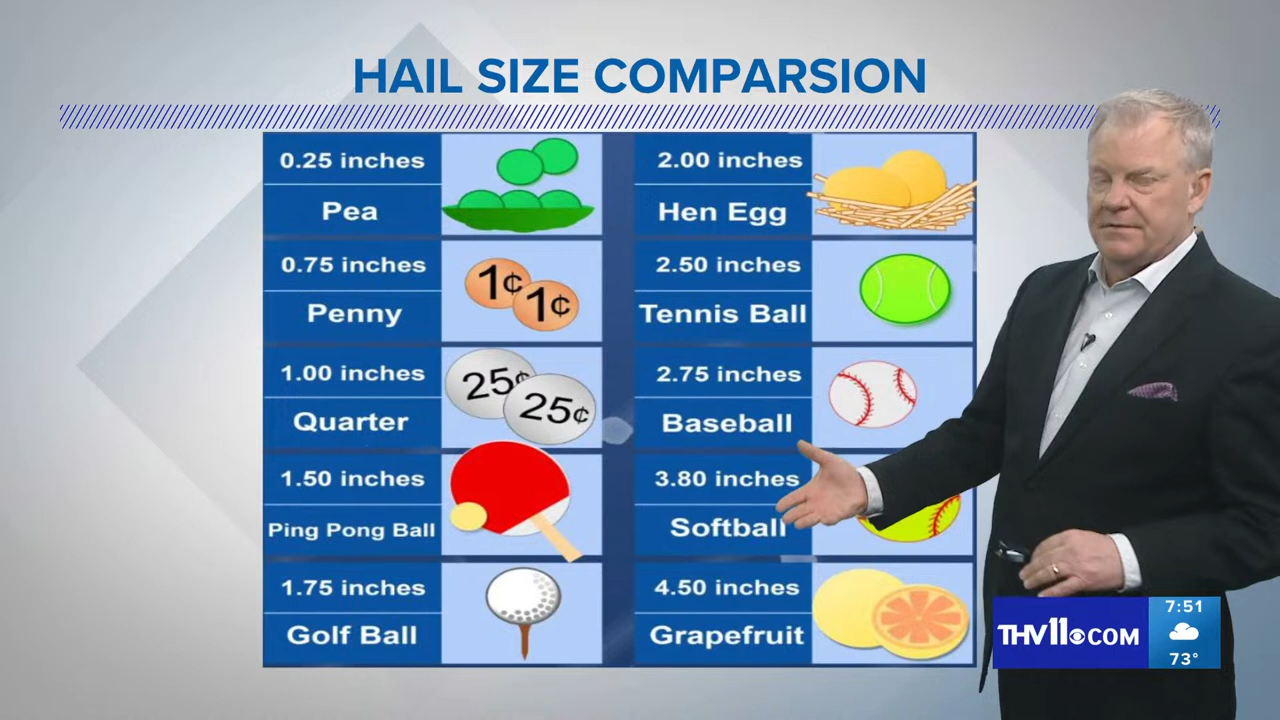 HAIL SIZE COMPARSION
0.25 inches
Pea
0.75 inches
Penny
1¢
1¢
1.00 inches
Quarter
25¢
25¢
1.50 inches
Ping Pong Ball
1.75 inches
Golf Ball
2.00 inches
Hen Egg
2.50 inches
Tennis Ball
2.75 inches
Baseball
3.80 inches
Softball
4.50 inches
Grapefruit
THV11 COM
7:51
73°